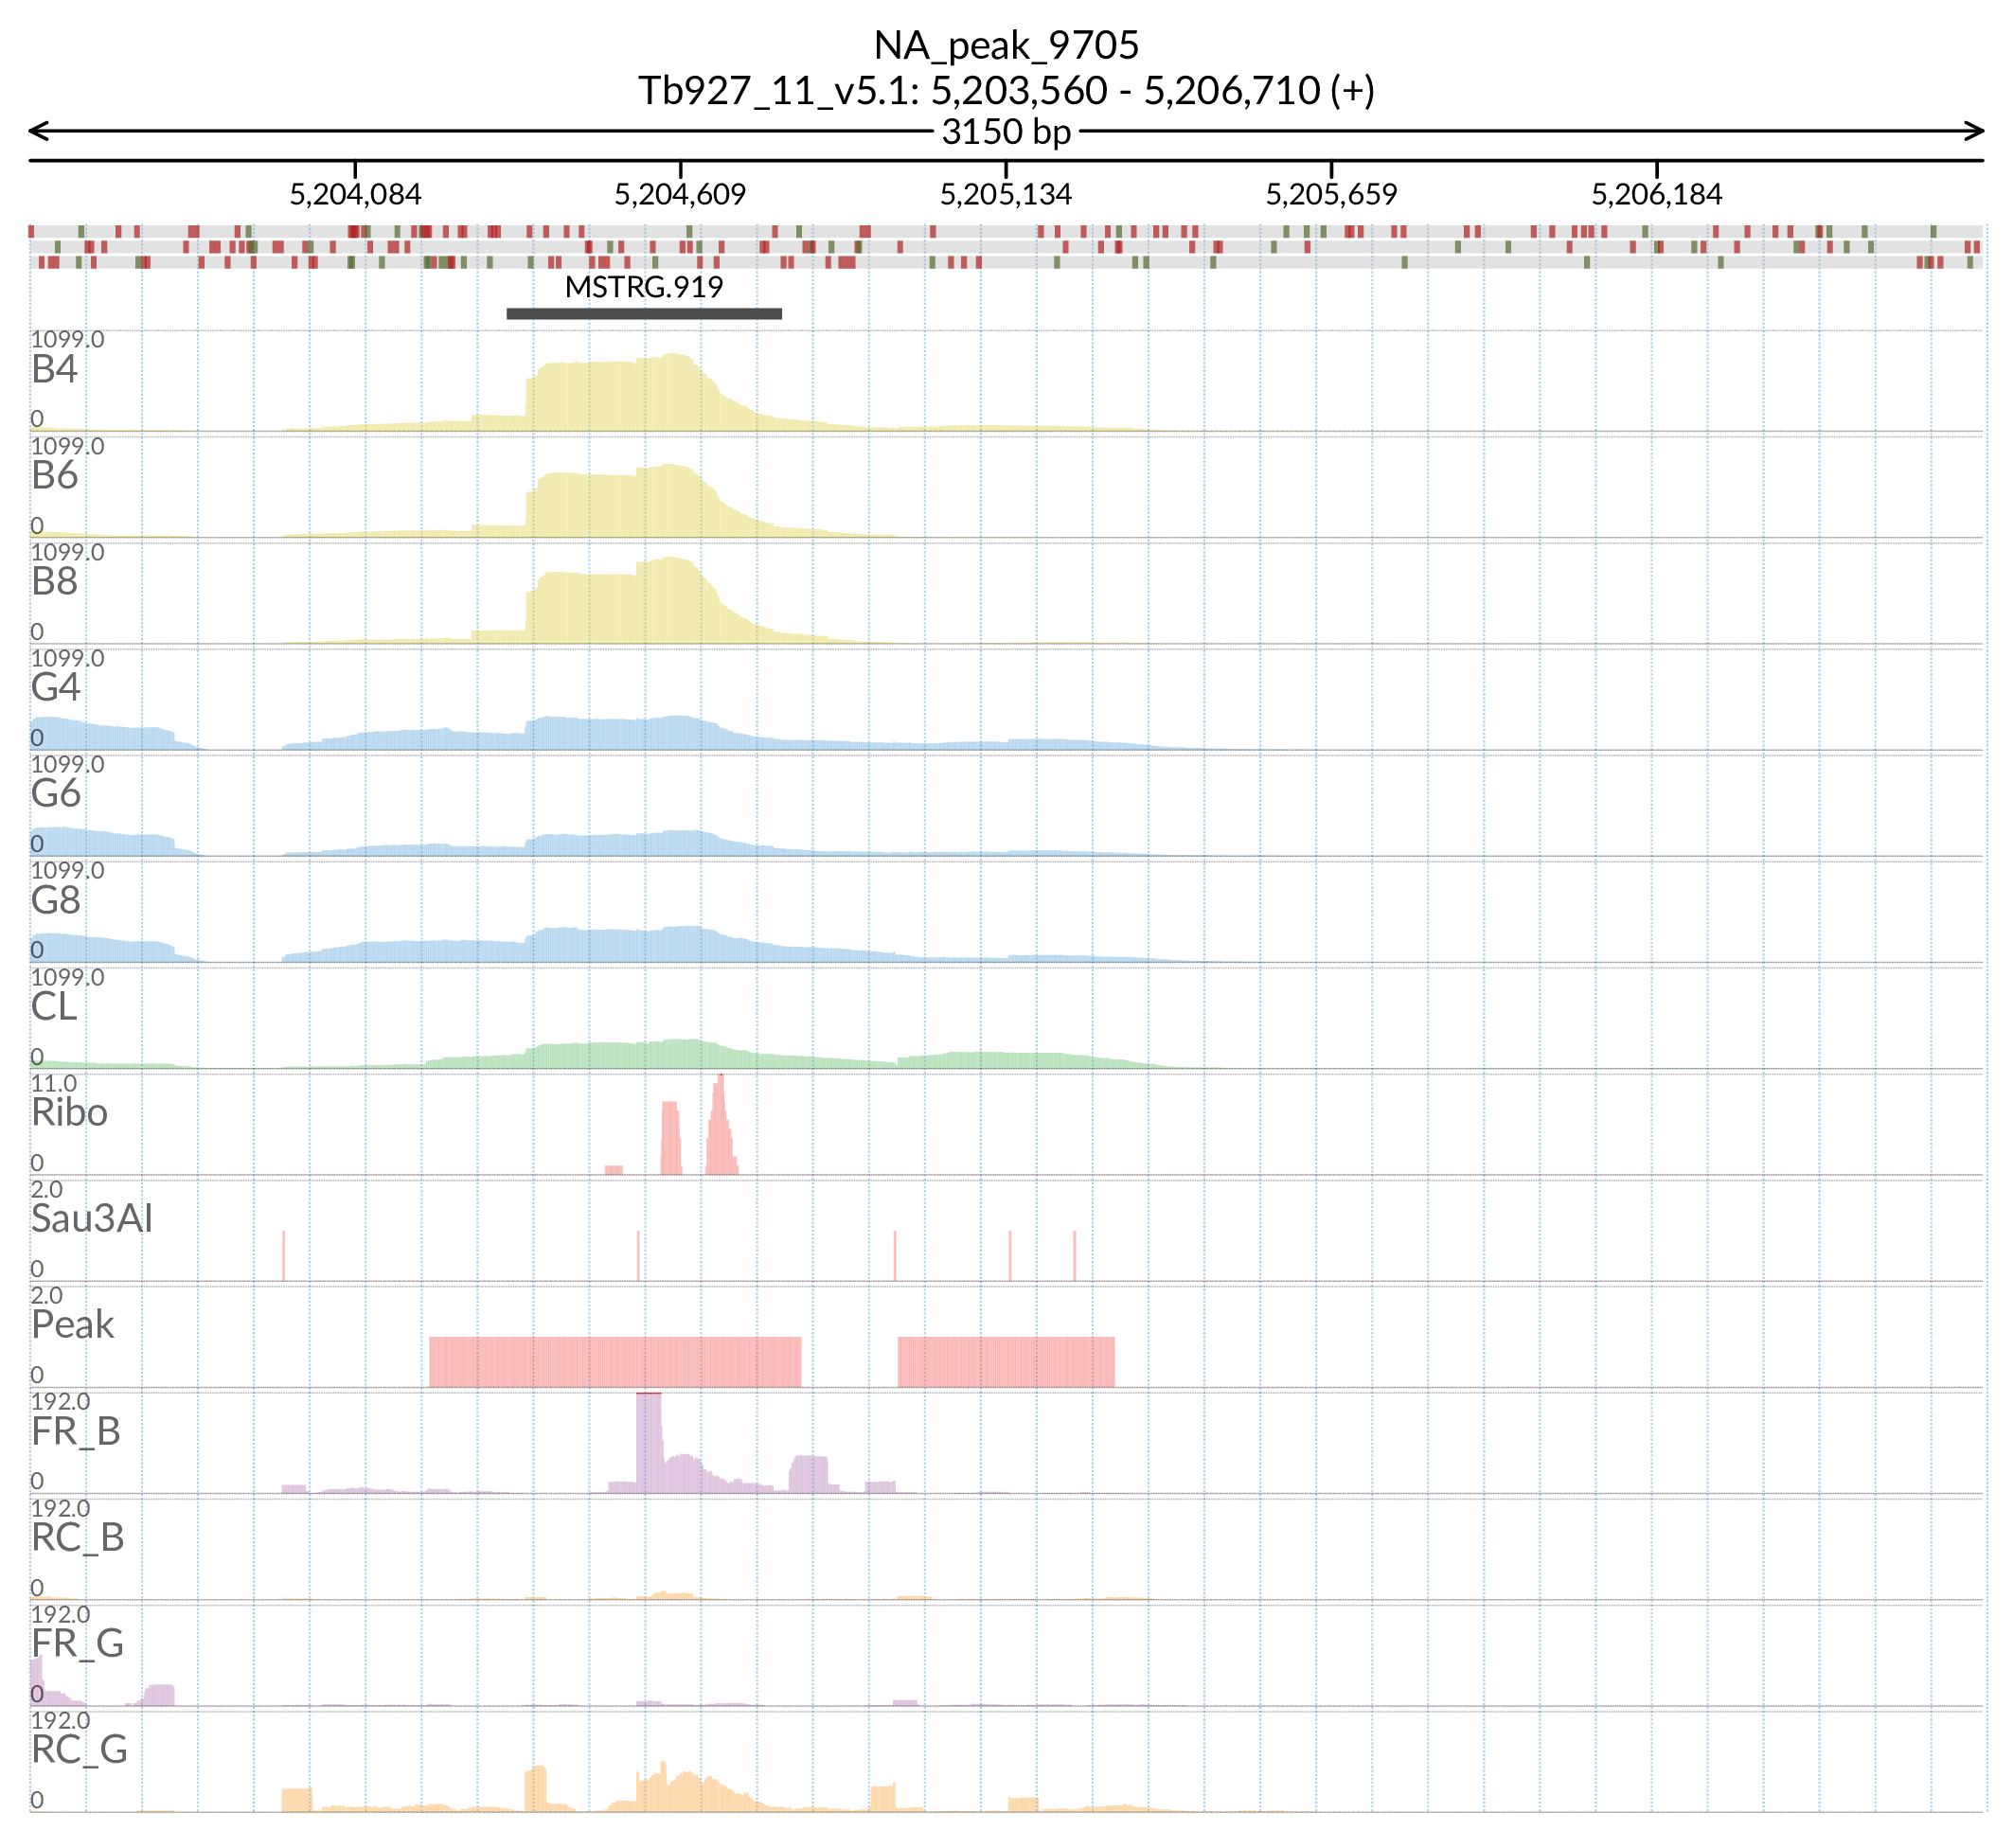 NA_peak_9705
Tb927_11_v5.1: 5,203,560 - 5,206,710 (+)
3150 bp
5,204,084 5,204,609 5,205,134 5,205,659 5,206,184
MSTRG.919
1099.0
B4
0
1099.0
B6
0
1099.0
B8
0
1099.0
G4
0
1099.0
G6
0
1099.0
G8
0
1099.0
CL
0
11.0
Ribo
0
2.0
Sau3AI
0
2.0
Peak
0
192.0
FR_B
0
192.0
RC_B
0
192.0
FR_G
0
192.0
RC_G
0